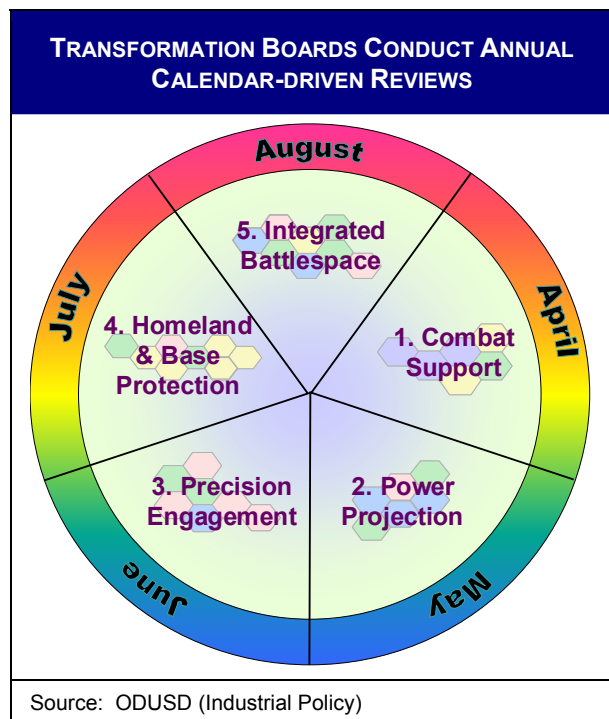 TRANSFORMATION BOARDS CONDUCT ANNUAL
CALENDAR-DRIVEN REVIEWS
August
5. Integrated
Battlespace
April
1. Combat
Support
May
2. Power
Projection
June
3. Precision
Engagement
July
4. Homeland
& Base
Protection
Source: ODUSD (Industrial Policy)